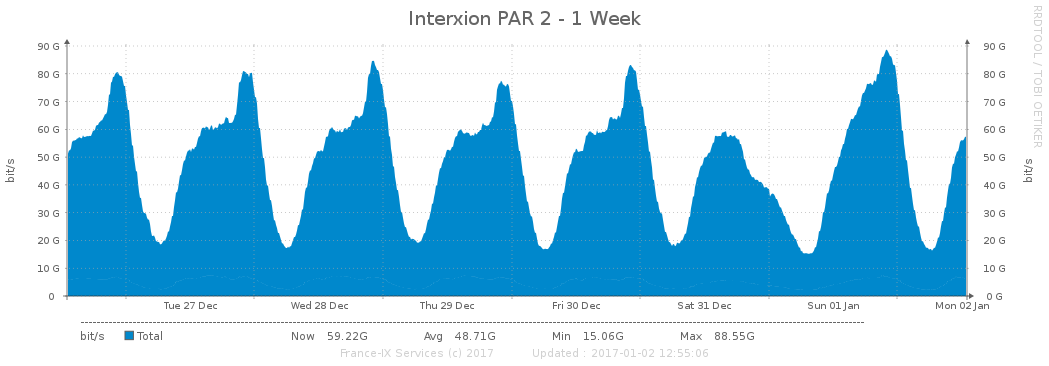 Interxion PAR 2 - 1 Week
RRDTOOL / TOBI OETIKER
bit/s
90 G 90 G
80 G 80 G
70 G 70 G
60 G 60 G
50 G 50 G
40 G 40 G
30 G 30 G
20 G 20 G
10 G 10 G
0 0 G
bit/s
Tue 27 Dec Wed 28 Dec Thu 29 Dec Fri 30 Dec Sat 31 Dec Sun 01 Jan Mon 02 Jan
bit/s Total Now 59.22G Avg 48.71G Min 15.06G Max 88.55G
France-IX Services (c) 2017 Updated : 2017-01-02 12:55:06